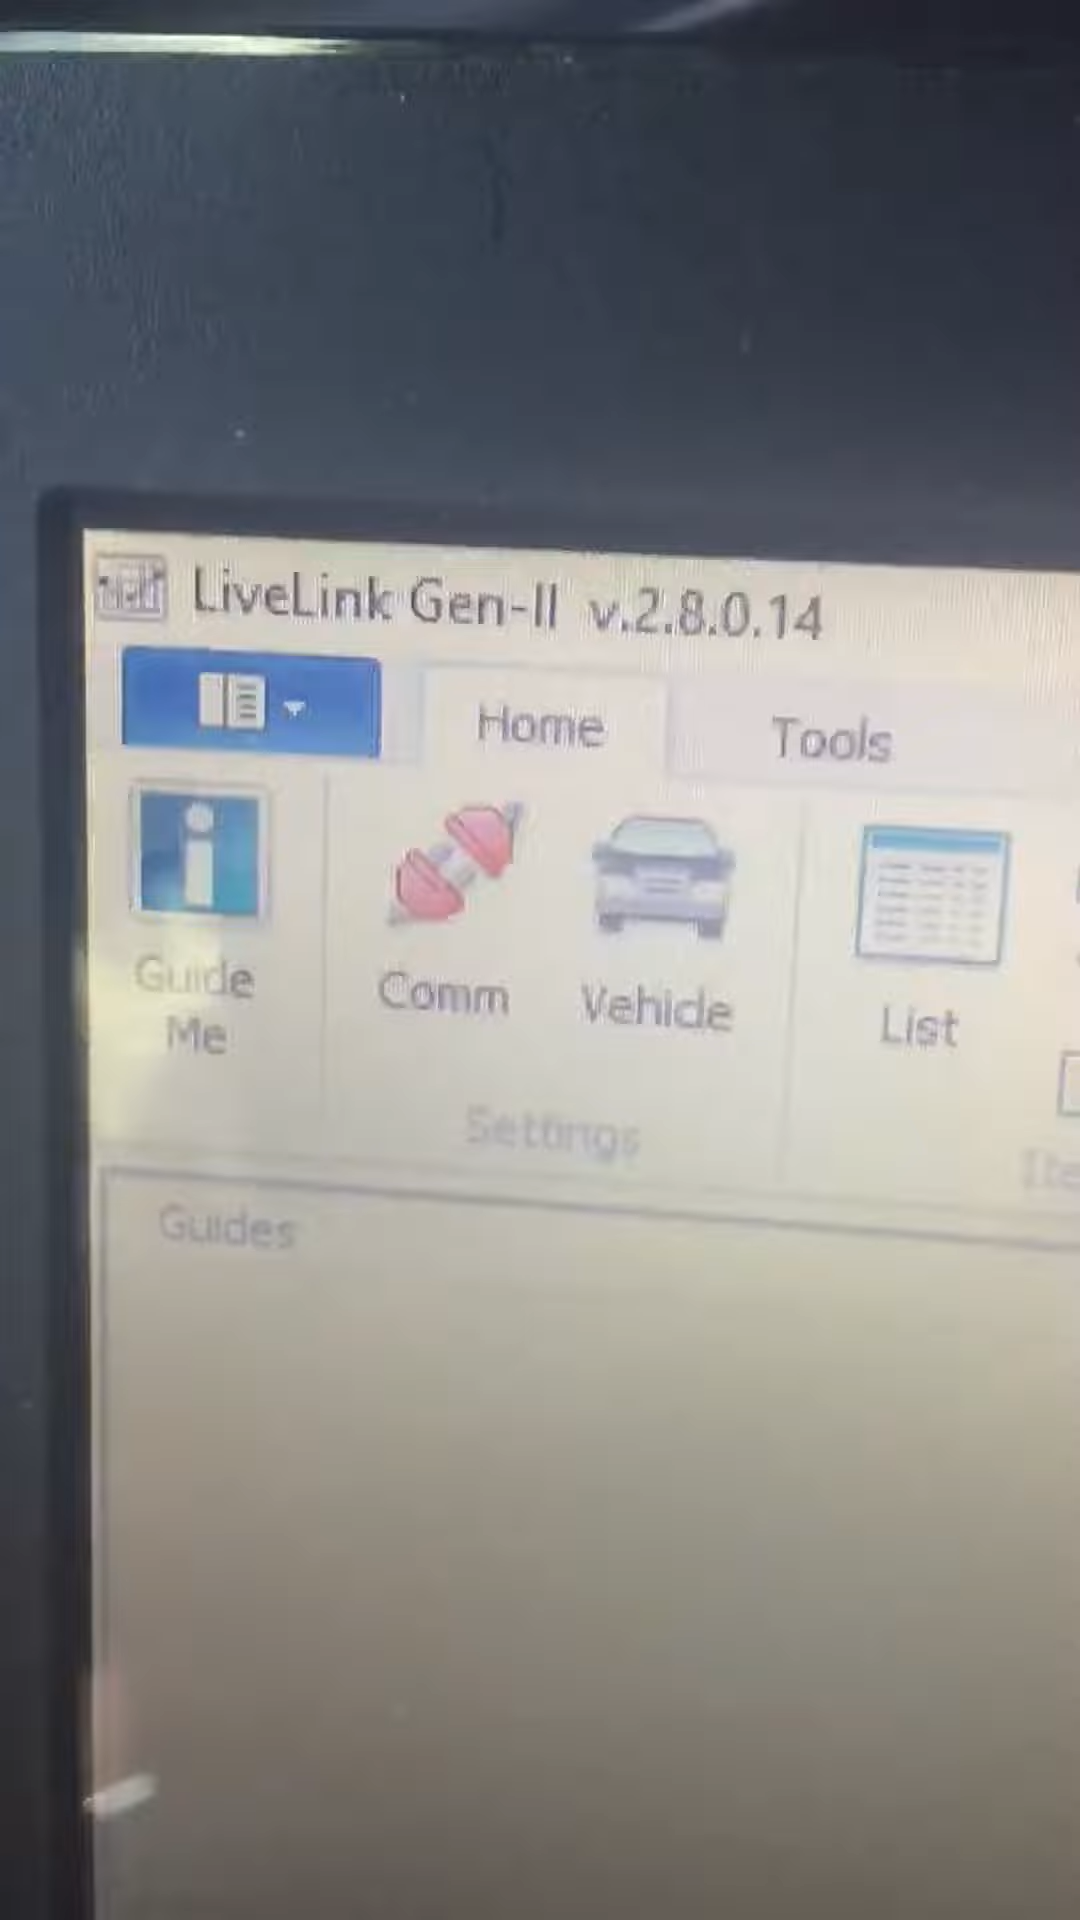 LiveLink Gen-II v.2.8.0.14
Home Tools
Guide Me
Comm
Vehicle
List
Settings
Guides